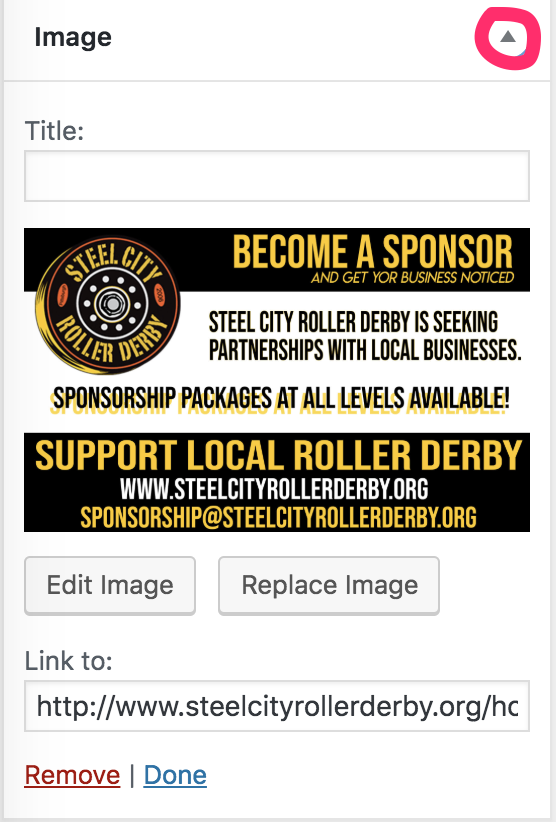 Image
Title:
STEEL CITY
ROLLER DERBY
BECOME A SPONSOR
AND GET YOR BUSINESS NOTICED
STEEL CITY ROLLER DERBY IS SEEKING
PARTNERSHIPS WITH LOCAL BUSINESSES.
SPONSORSHIP PACKAGES AT ALL LEVELS AVAILABLE!
SUPPORT LOCAL ROLLER DERBY
WWW.STEELCITYROLLERDERBY.ORG
SPONSORSHIP@STEELCITYROLLERDERBY.ORG
Edit Image
Replace Image
Link to:
http://www.steelcityrollerderby.org/ho
Remove | Done